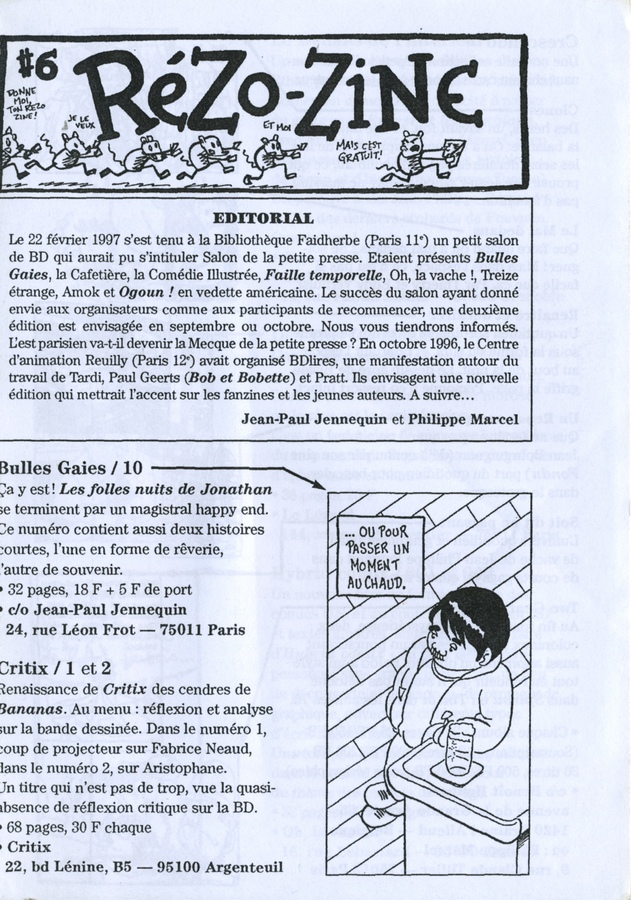 #6
RéZo-ZiNE
DONNE
MOI
TON RÉZO
ZINE!
JE LE
VEUX
ET MOI
MAIS C'EST
GRATUIT!
EDITORIAL
Le 22 février 1997 s'est tenu à la Bibliothèque Faidherbe (Paris 11e) un petit salon
de BD qui aurait pu s'intituler Salon de la petite presse. Etaient présents Bulles
Gaies, la Cafetière, la Comédie Illustrée, Faille temporelle, Oh, la vache !, Treize
étrange, Amok et Ogoun ! en vedette américaine. Le succès du salon ayant donné
envie aux organisateurs comme aux participants de recommencer, une deuxième
édition est envisagée en septembre ou octobre. Nous vous tiendrons informés.
L'est parisien va-t-il devenir la Mecque de la petite presse ? En octobre 1996, le Centre
d'animation Reuilly (Paris 12e) avait organisé BDlires, une manifestation autour du
travail de Tardi, Paul Geerts (Bob et Bobette) et Pratt. Ils envisagent une nouvelle
édition qui mettrait l'accent sur les fanzines et les jeunes auteurs. A suivre...
Jean-Paul Jennequin et Philippe Marcel
Bulles Gaies / 10
Ça y est! Les folles nuits de Jonathan
se terminent par un magistral happy end.
Ce numéro contient aussi deux histoires
courtes, l'une en forme de rêverie,
l'autre de souvenir.
• 32 pages, 18 F + 5 F de port
• c/o Jean-Paul Jennequin
24, rue Léon Frot — 75011 Paris
... OU POUR
PASSER UN
MOMENT
AU CHAUD.
Critix / 1 et 2
Renaissance de Critix des cendres de
Bananas. Au menu : réflexion et analyse
sur la bande dessinée. Dans le numéro 1,
coup de projecteur sur Fabrice Neaud,
dans le numéro 2, sur Aristophane.
Un titre qui n'est pas de trop, vue la quasi-
absence de réflexion critique sur la BD.
• 68 pages, 30 F chaque
• Critix
22, bd Lénine, B5 — 95100 Argenteuil